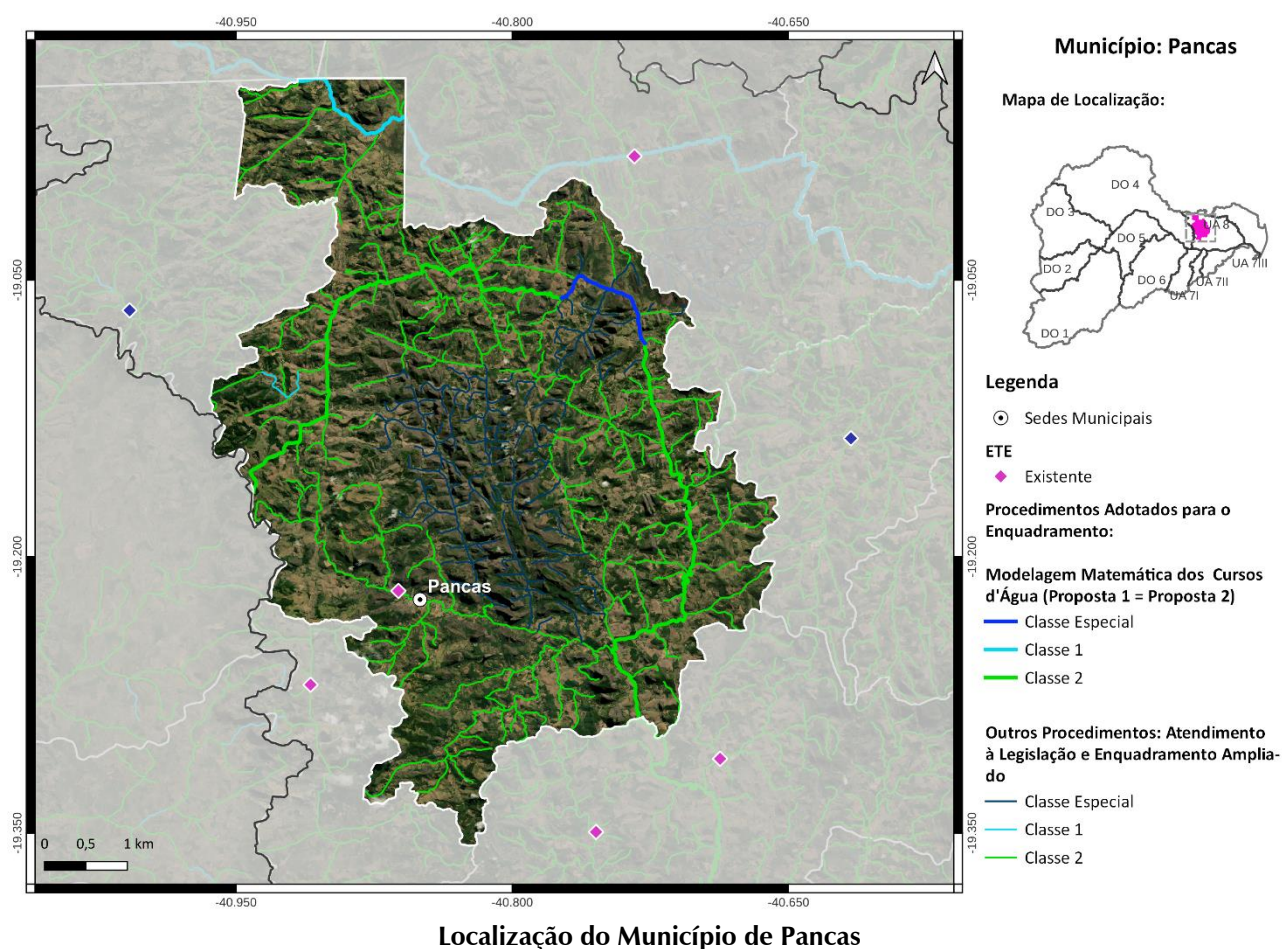 -40.950
-40.800
-40.650
-19.050
-19.200
-19.350
-19.050
-19.200
-19.350
Pancas
0 0,5 1 km
-40.950
-40.800
-40.650
Município: Pancas
Mapa de Localização:
DO 4
DO 3
DO 5
UA 8
DO 2
DO 6
UA 7III
UA 7II
UA 7I
DO 1
Legenda
Sedes Municipais
ETE
Existente
Procedimentos Adotados para o
Enquadramento:
Modelagem Matemática dos Cursos
d'Água (Proposta 1 = Proposta 2)
Classe Especial
Classe 1
Classe 2
Outros Procedimentos: Atendimento
à Legislação e Enquadramento Amplia-
do
Classe Especial
Classe 1
Classe 2
Localização do Município de Pancas